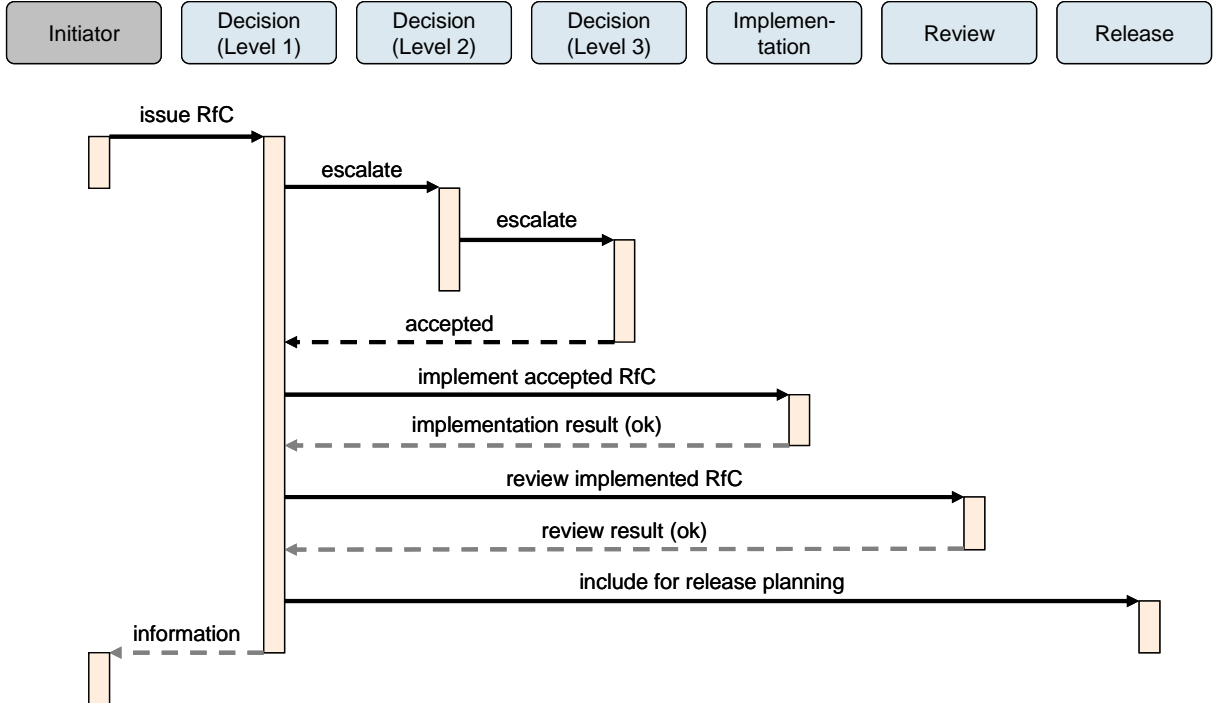 Initiator
Decision
(Level 1)
Decision
(Level 2)
Decision
(Level 3)
Implemen-
tation
Review
Release
issue RfC
escalate
escalate
accepted
implement accepted RfC
implementation result (ok)
review implemented RfC
review result (ok)
include for release planning
information